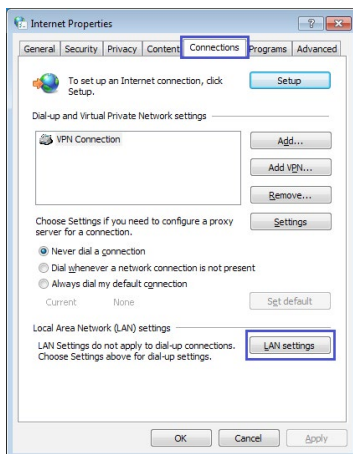 Internet Properties
General Security Privacy Content Connections Programs Advanced
To set up an Internet connection, click
Setup.
Setup
Dial-up and Virtual Private Network settings
VPN Connection
Add...
Add VPN...
Remove...
Choose Settings if you need to configure a proxy
server for a connection.
Settings
Never dial a connection
Dial whenever a network connection is not present
Always dial my default connection
Current None
Set default
Local Area Network (LAN) settings
LAN Settings do not apply to dial-up connections.
Choose Settings above for dial-up settings.
LAN settings
OK Cancel Apply